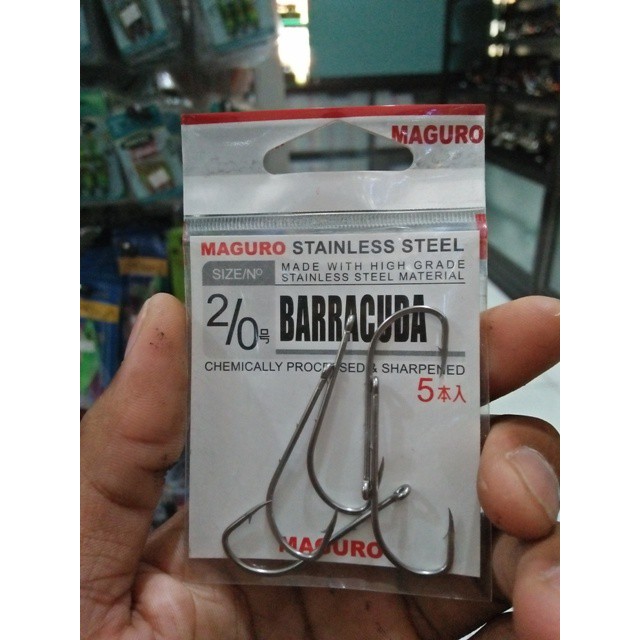 MAGURO
MAGURO STAINLESS STEEL
SIZE/Nº
MADE WITH HIGH GRADE
STAINLESS STEEL MATERIAL
2/0号
BARRACUDA
CHEMICALLY PROCESSED & SHARPENED
5本入
MAGURO